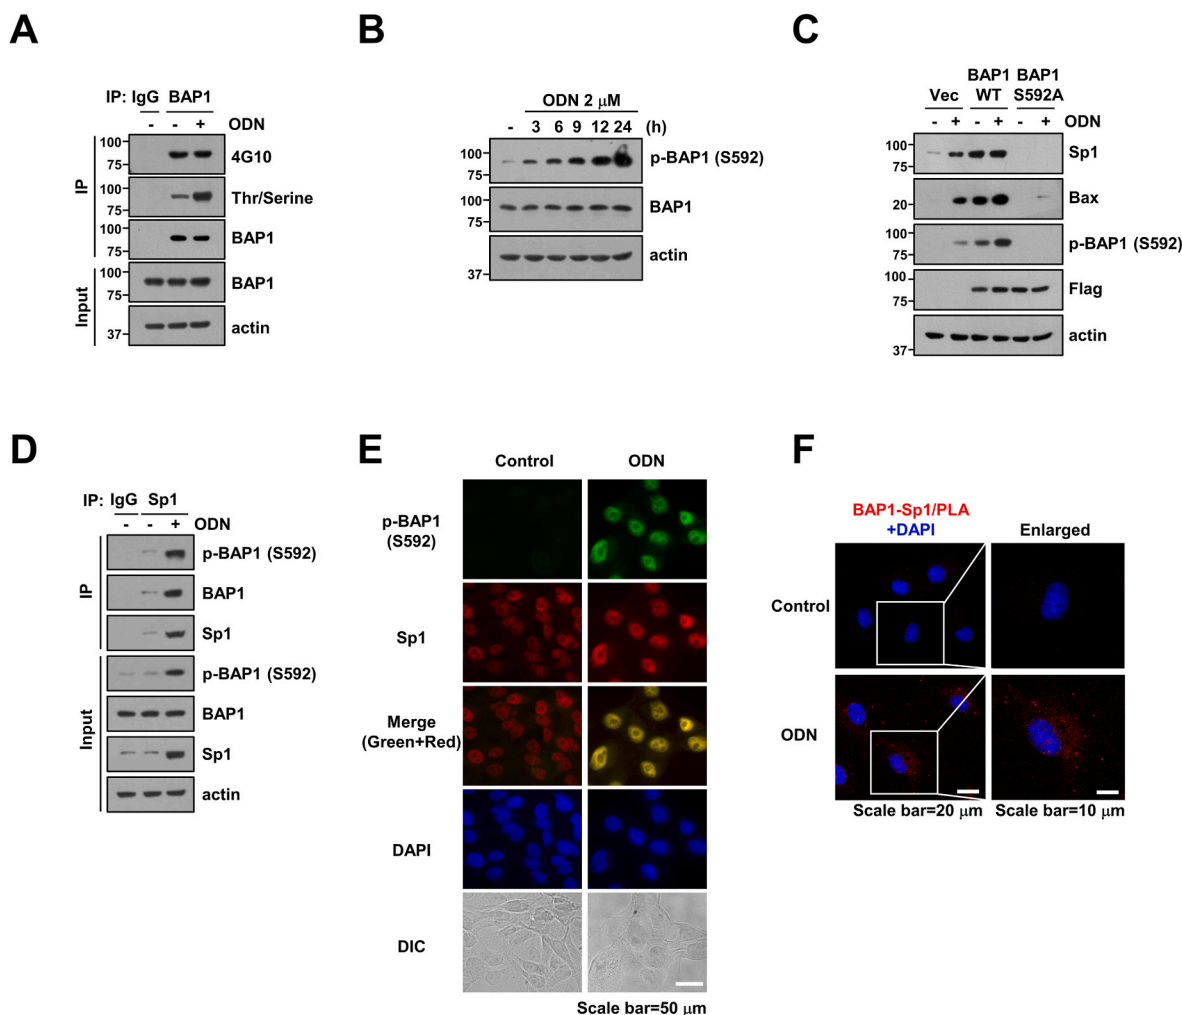 A
IP: IgG BAP1
- - + ODN
IP
100
75
4G10
100
75
Thr/Serine
100
75
BAP1
Input
100
75
BAP1
37
actin
B
ODN 2 μM
- 3 6 9 12 24 (h)
100
75
p-BAP1 (S592)
100
75
BAP1
37
actin
C
BAP1 BAP1
Vec WT S592A
- + - + - + ODN
100
75
Sp1
20
Bax
100
75
p-BAP1 (S592)
100
75
Flag
37
actin
D
IP: IgG Sp1
- - + ODN
IP
p-BAP1 (S592)
BAP1
Sp1
Input
p-BAP1 (S592)
BAP1
Sp1
actin
E
Control ODN
p-BAP1
(S592)
Sp1
Merge
(Green+Red)
DAPI
DIC
Scale bar=50 μm
F
BAP1-Sp1/PLA
+DAPI
Enlarged
Control
ODN
Scale bar=20 μm Scale bar=10 μm